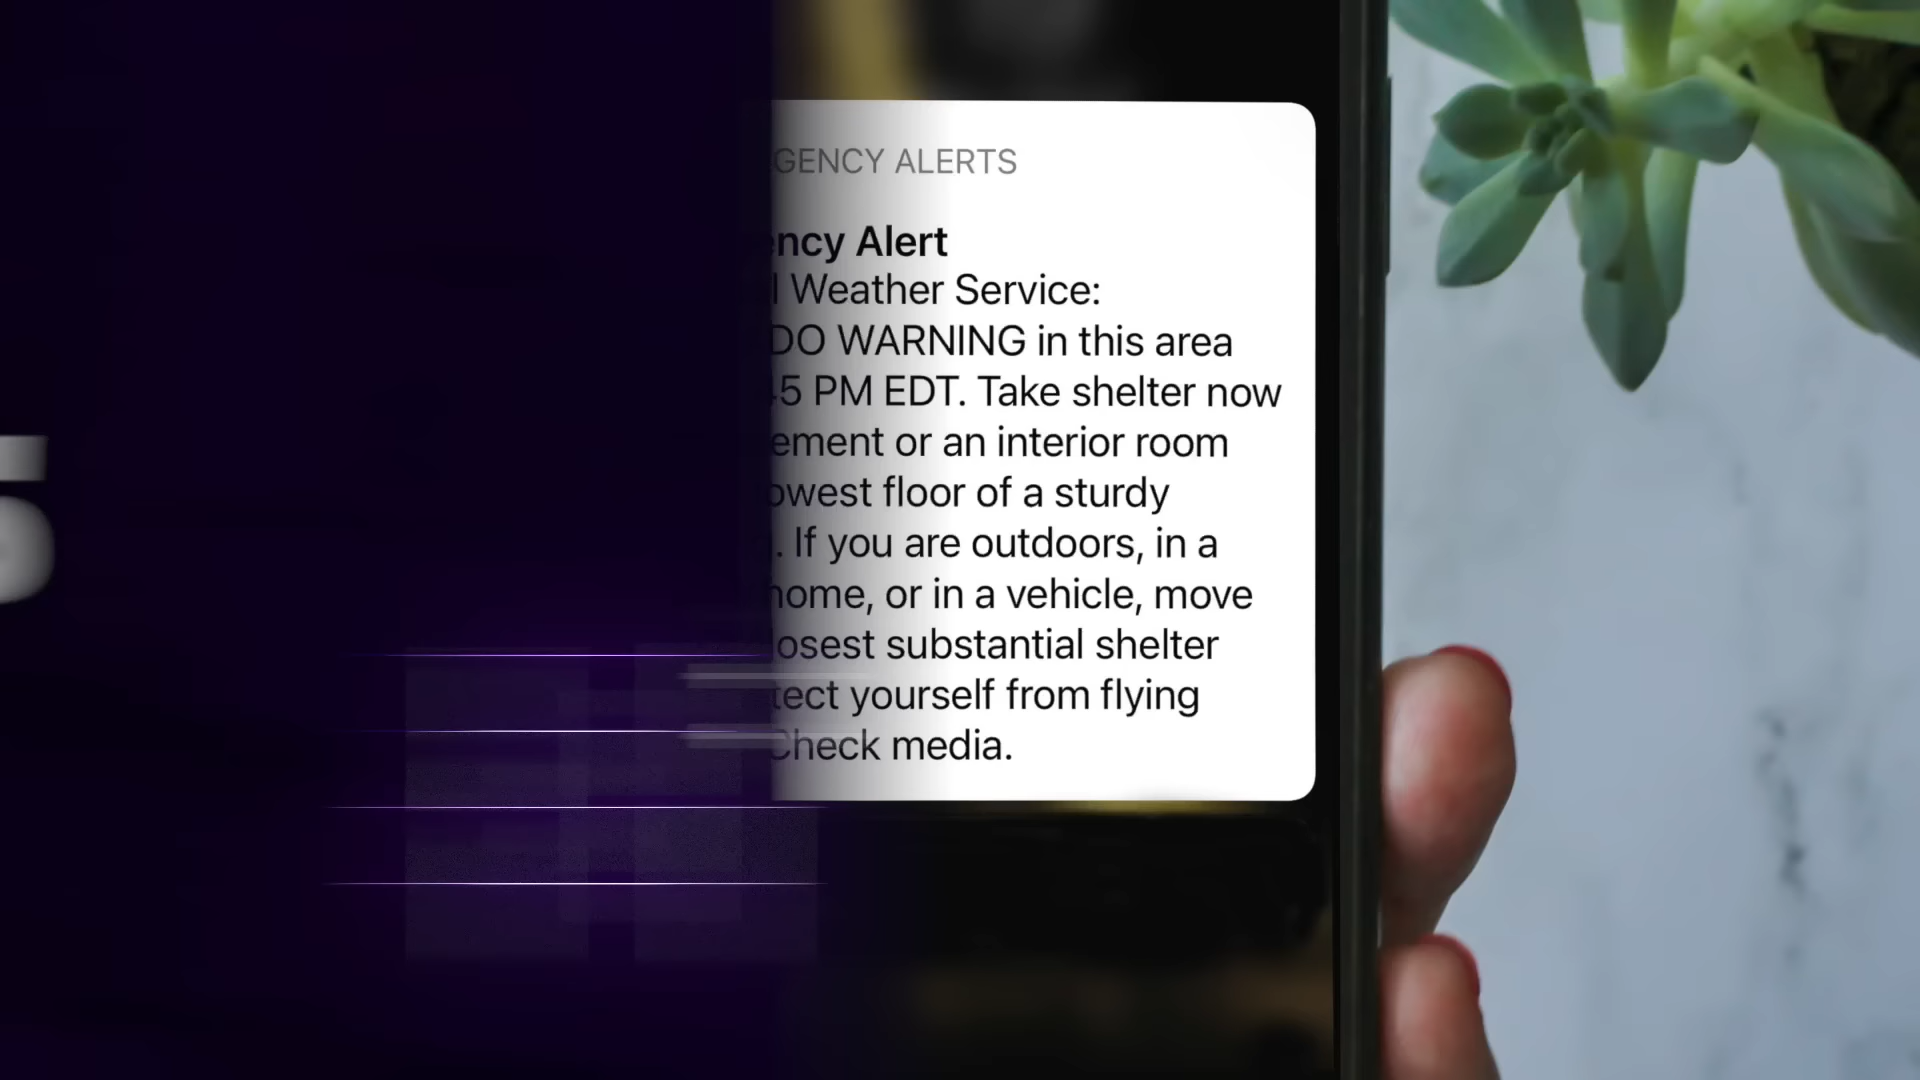 5
GENCY ALERTS
ency Alert
l Weather Service:
DO WARNING in this area
45 PM EDT. Take shelter now
ement or an interior room
owest floor of a sturdy
. If you are outdoors, in a
home, or in a vehicle, move
losest substantial shelter
tect yourself from flying
Check media.